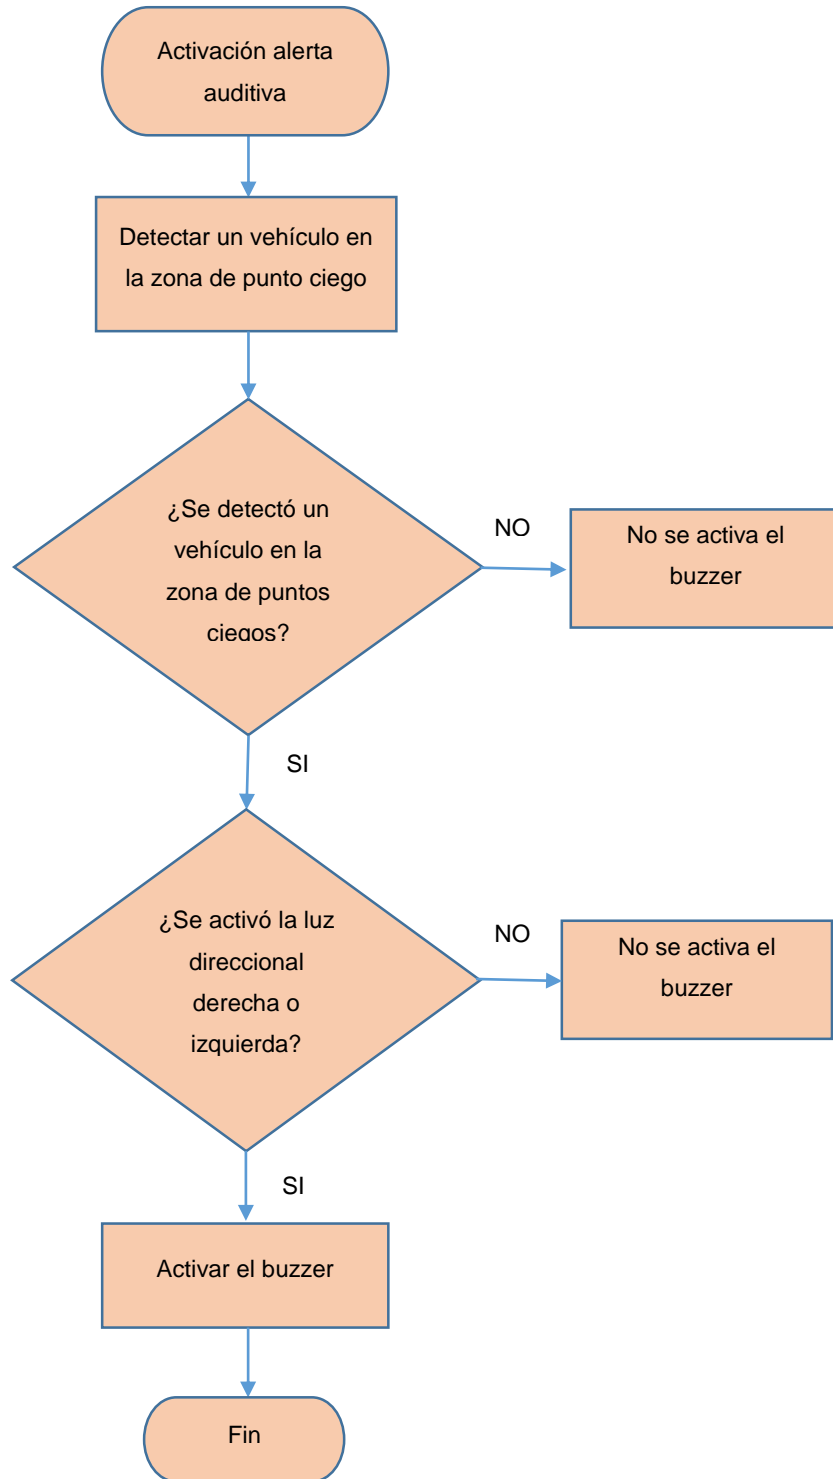 Activación alerta
auditiva
Detectar un vehículo en
la zona de punto ciego
¿Se detectó un
vehículo en la
zona de puntos
ciegos?
NO
No se activa el
buzzer
SI
¿Se activó la luz
direccional
derecha o
izquierda?
NO
No se activa el
buzzer
SI
Activar el buzzer
Fin